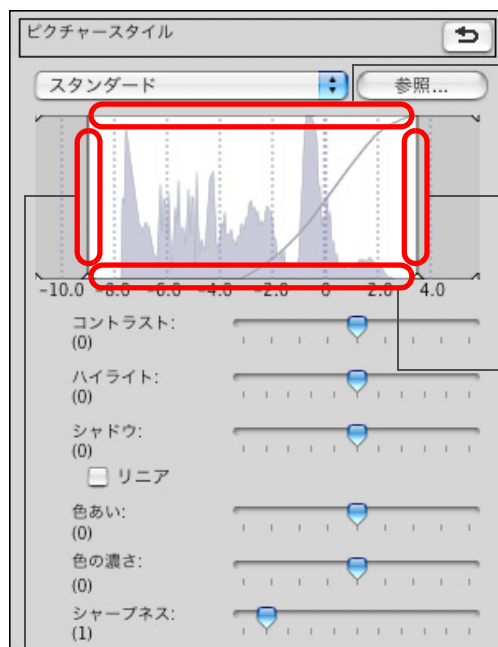 ピクチャースタイル
スタンダード 参照...
-10.0 -8.0 -6.0 -4.0 -2.0 0 2.0 4.0
コントラスト:
(0)
ハイライト:
(0)
シャドウ:
(0)
リニア
色あい:
(0)
色の濃さ:
(0)
シャープネス:
(1)